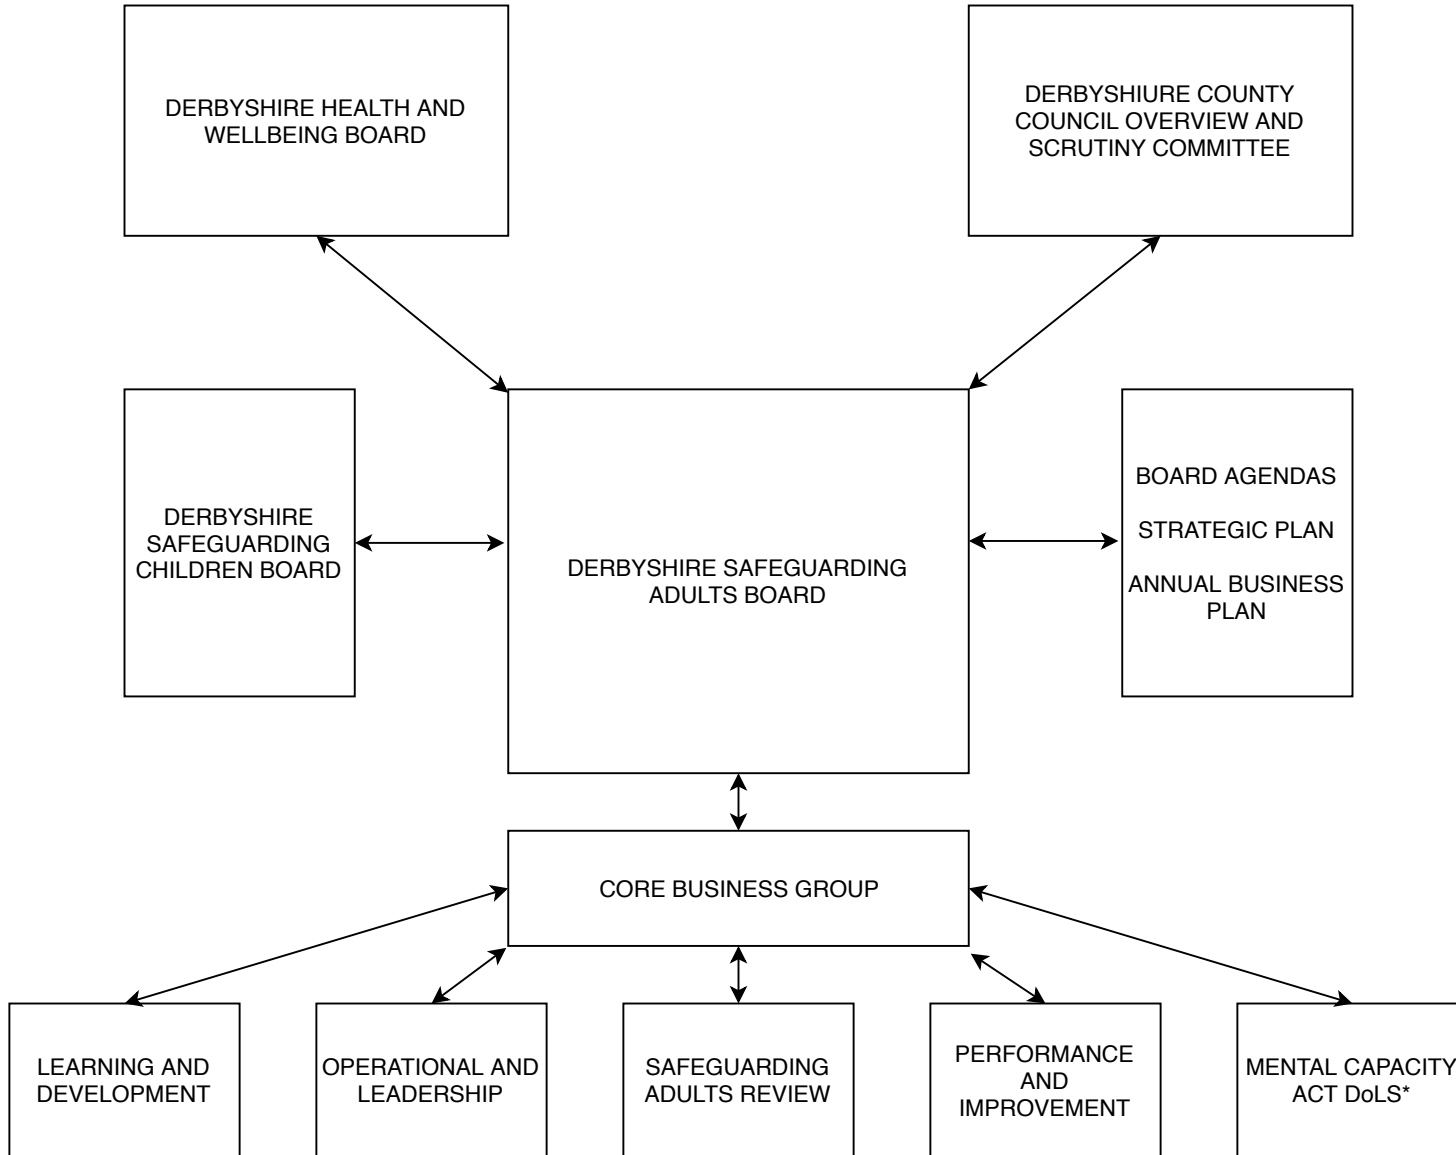 DERBYSHIRE HEALTH AND
WELLBEING BOARD
DERBYSHIURE COUNTY
COUNCIL OVERVIEW AND
SCRUTINY COMMITTEE
DERBYSHIRE
SAFEGUARDING
CHILDREN BOARD
DERBYSHIRE SAFEGUARDING
ADULTS BOARD
BOARD AGENDAS
STRATEGIC PLAN
ANNUAL BUSINESS
PLAN
CORE BUSINESS GROUP
LEARNING AND
DEVELOPMENT
OPERATIONAL AND
LEADERSHIP
SAFEGUARDING
ADULTS REVIEW
PERFORMANCE
AND
IMPROVEMENT
MENTAL CAPACITY
ACT DoLS*